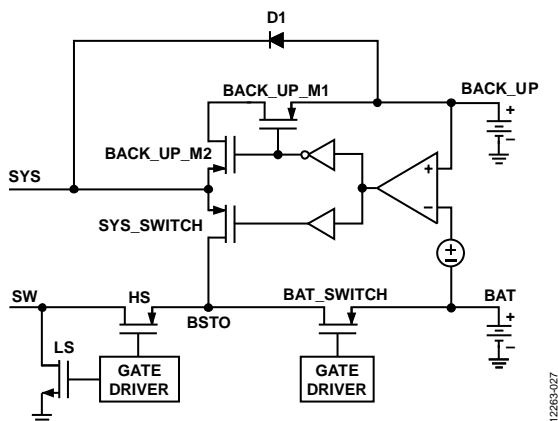 D1
BACK_UP_M1
BACK_UP
+
–
BACK_UP_M2
+
–
SYS
SYS_SWITCH
±
SW
HS
BSTO
BAT_SWITCH
BAT
+
–
LS
GATE
DRIVER
GATE
DRIVER
12263-027